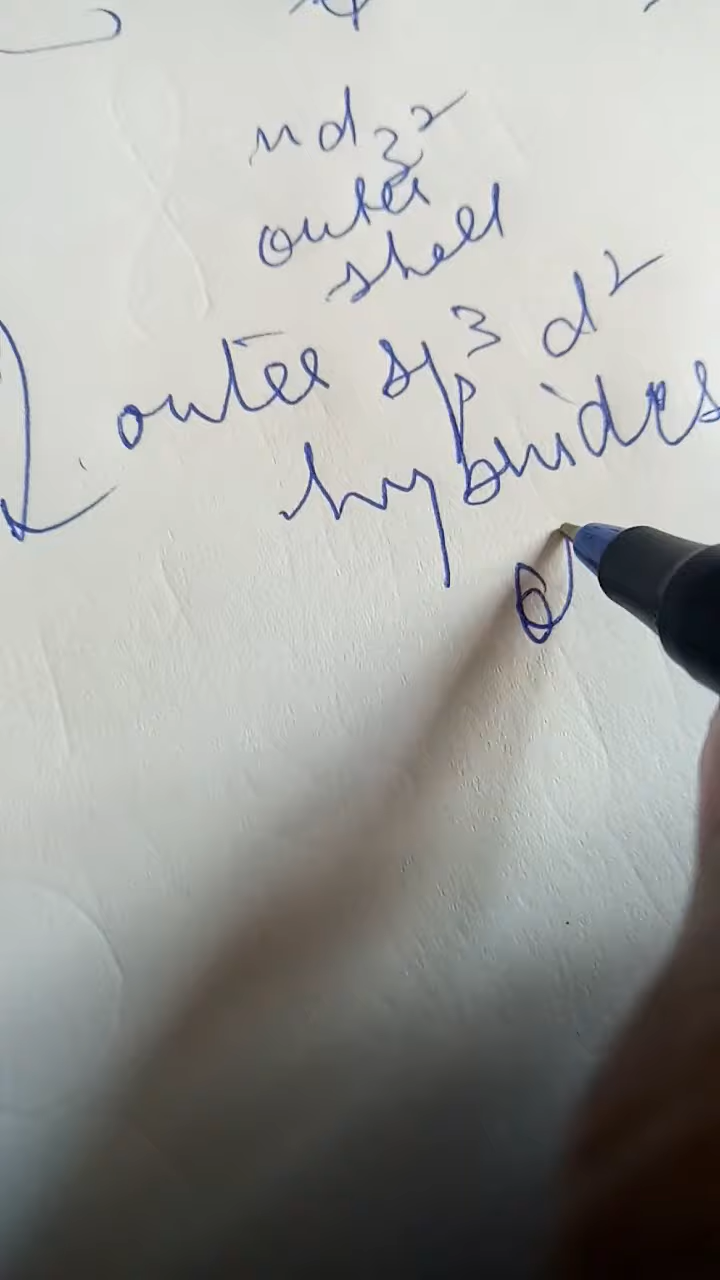 nd z²
outer
shell
outer sp³ d²
hybrides